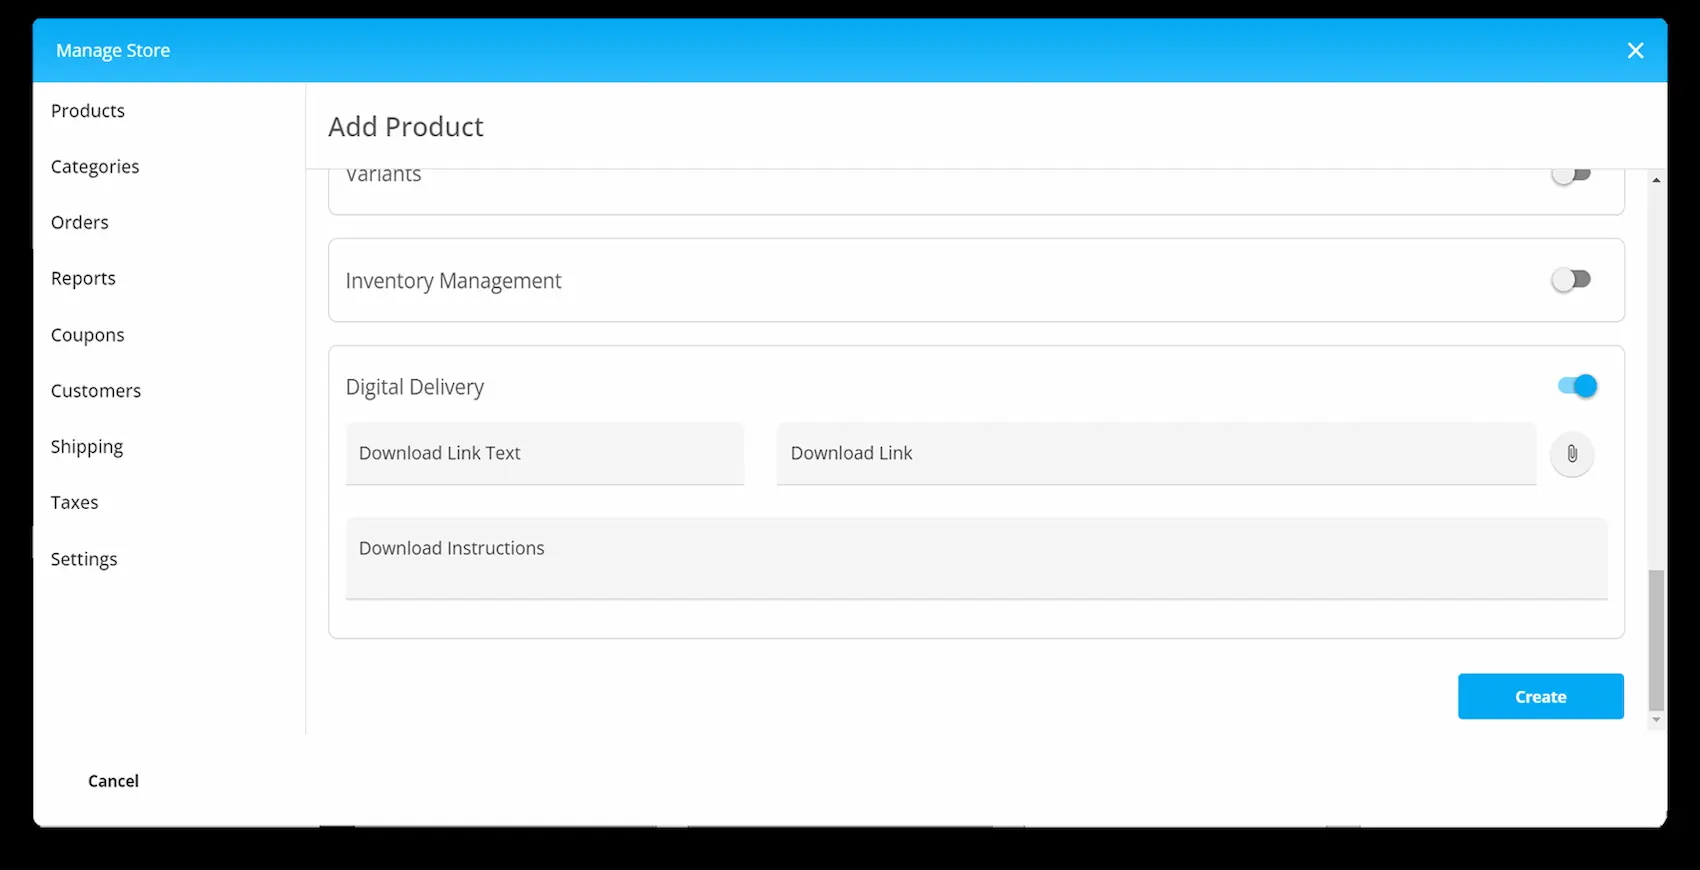 Manage Store
Products
Categories
Orders
Reports
Coupons
Customers
Shipping
Taxes
Settings
Cancel
Add Product
Variants
Inventory Management
Digital Delivery
Download Link Text
Download Link
Download Instructions
Create